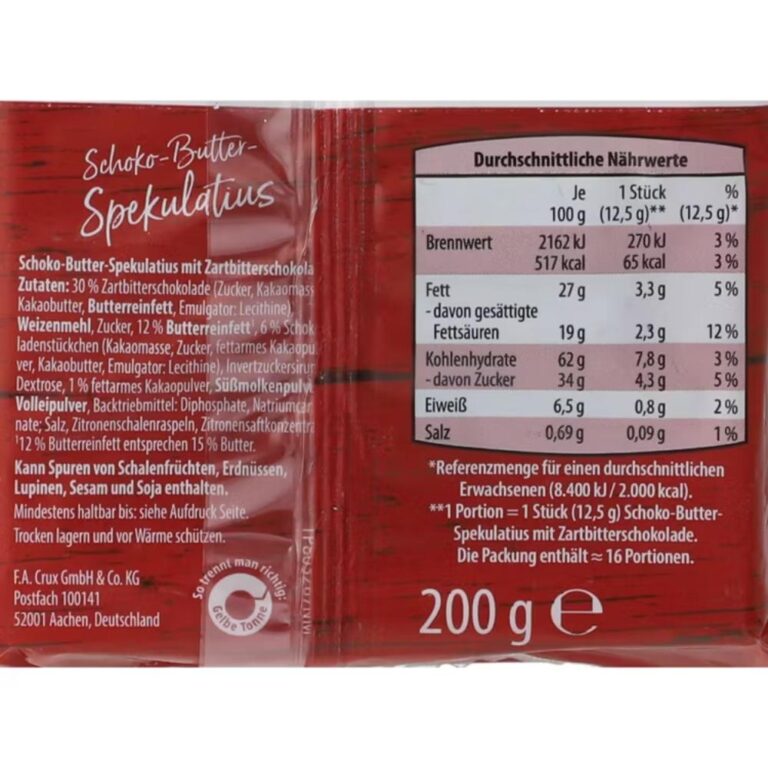 Schoko-Butter-
Spekulatius
Schoko-Butter-Spekulatius mit Zartbitterschokola
Zutaten: 30 % Zartbitterschokolade (Zucker, Kakaomass
Kakaobutter, Butterreinfett, Emulgator: Lecithine),
Weizenmehl, Zucker, 12 % Butterreinfett¹, 6 % Schok
ladenstückchen (Kakaomasse, Zucker, fettarmes Kakaopu
ver, Kakaobutter, Emulgator: Lecithine), Invertzuckersirup
Dextrose, 1 % fettarmes Kakaopulver, Süßmolkenpulv
Volleipulver, Backtriebmittel: Diphosphate, Natriumcar
nate; Salz, Zitronenschalenraspeln, Zitronensaftkonzentra
¹12 % Butterreinfett entsprechen 15 % Butter.
Kann Spuren von Schalenfrüchten, Erdnüssen,
Lupinen, Sesam und Soja enthalten.
Mindestens haltbar bis: siehe Aufdruck Seite.
Trocken lagern und vor Wärme schützen.
F.A. Crux GmbH & Co. KG
Postfach 100141
52001 Aachen, Deutschland
So trennt man richtig:
Gelbe Tonne
Durchschnittliche Nährwerte
Je 1 Stück %
100 g (12,5 g)** (12,5 g)*
Brennwert 2162 kJ 270 kJ 3 %
517 kcal 65 kcal 3 %
Fett 27 g 3,3 g 5 %
- davon gesättigte
Fettsäuren 19 g 2,3 g 12 %
Kohlenhydrate 62 g 7,8 g 3 %
- davon Zucker 34 g 4,3 g 5 %
Eiweiß 6,5 g 0,8 g 2 %
Salz 0,69 g 0,09 g 1 %
*Referenzmenge für einen durchschnittlichen
Erwachsenen (8.400 kJ / 2.000 kcal).
**1 Portion = 1 Stück (12,5 g) Schoko-Butter-
Spekulatius mit Zartbitterschokolade.
Die Packung enthält ≈ 16 Portionen.
200 g ℮